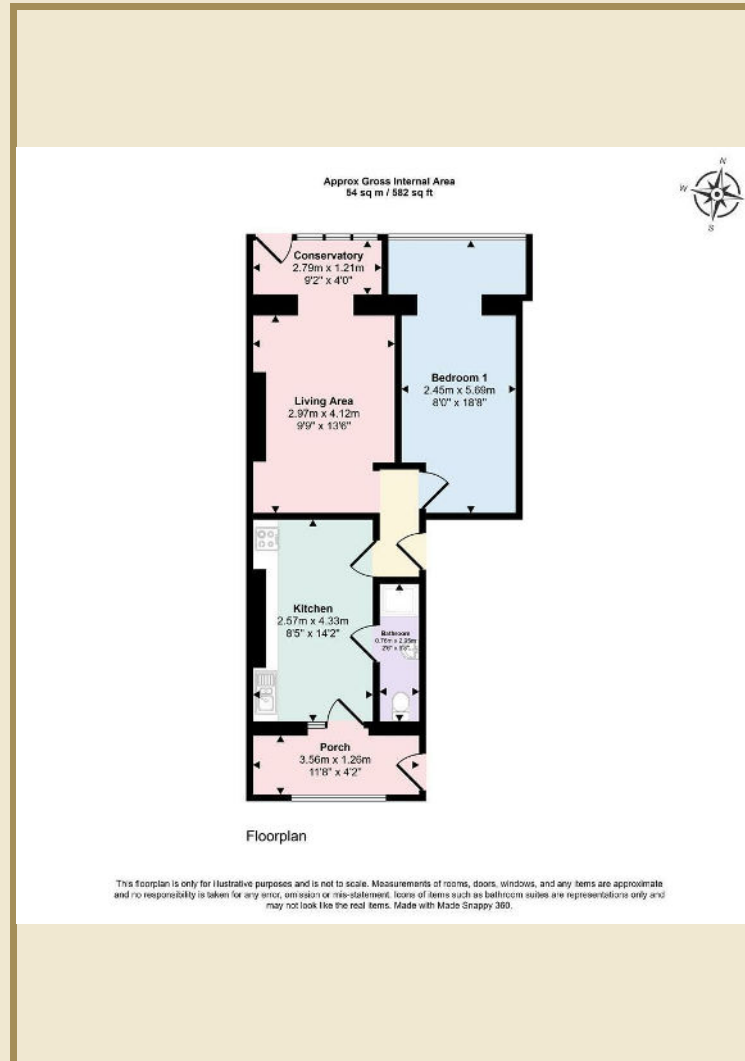 Approx Gross Internal Area
54 sq m / 582 sq ft
N
W
S
Conservatory
2.79m x 1.21m
9'2" x 4'0"
Bedroom 1
2.45m x 5.69m
8'0" x 18'8"
Living Area
2.97m x 4.12m
9'9" x 13'6"
Kitchen
2.57m x 4.33m
8'5" x 14'2"
Bathroom
Porch
3.56m x 1.26m
11'8" x 4'2"
Floorplan
This floorplan is only for illustrative purposes and is not to scale. Measurements of rooms, doors, windows, and any items are approximate
and no responsibility is taken for any error, omission or mis-statement. Icons of items such as bathroom suites are representations only and
may not look like the real items. Made with Made Snappy 360.